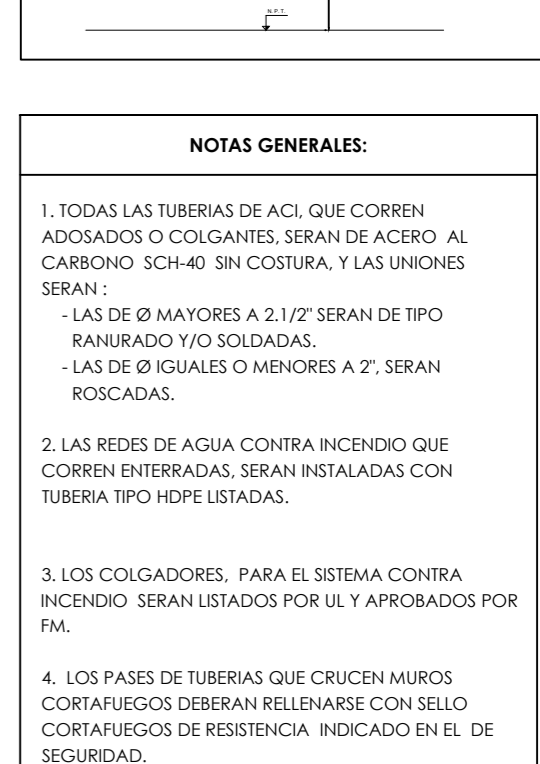 N.P.T.
NOTAS GENERALES:
1. TODAS LAS TUBERIAS DE ACI, QUE CORREN
ADOSADOS O COLGANTES, SERAN DE ACERO AL
CARBONO SCH-40 SIN COSTURA, Y LAS UNIONES
SERAN :
- LAS DE Ø MAYORES A 2.1/2" SERAN DE TIPO
RANURADO Y/O SOLDADAS.
- LAS DE Ø IGUALES O MENORES A 2", SERAN
ROSCADAS.
2. LAS REDES DE AGUA CONTRA INCENDIO QUE
CORREN ENTERRADAS, SERAN INSTALADAS CON
TUBERIA TIPO HDPE LISTADAS.
3. LOS COLGADORES, PARA EL SISTEMA CONTRA
INCENDIO SERAN LISTADOS POR UL Y APROBADOS POR
FM.
4. LOS PASES DE TUBERIAS QUE CRUCEN MUROS
CORTAFUEGOS DEBERAN RELLENARSE CON SELLO
CORTAFUEGOS DE RESISTENCIA INDICADO EN EL DE
SEGURIDAD.